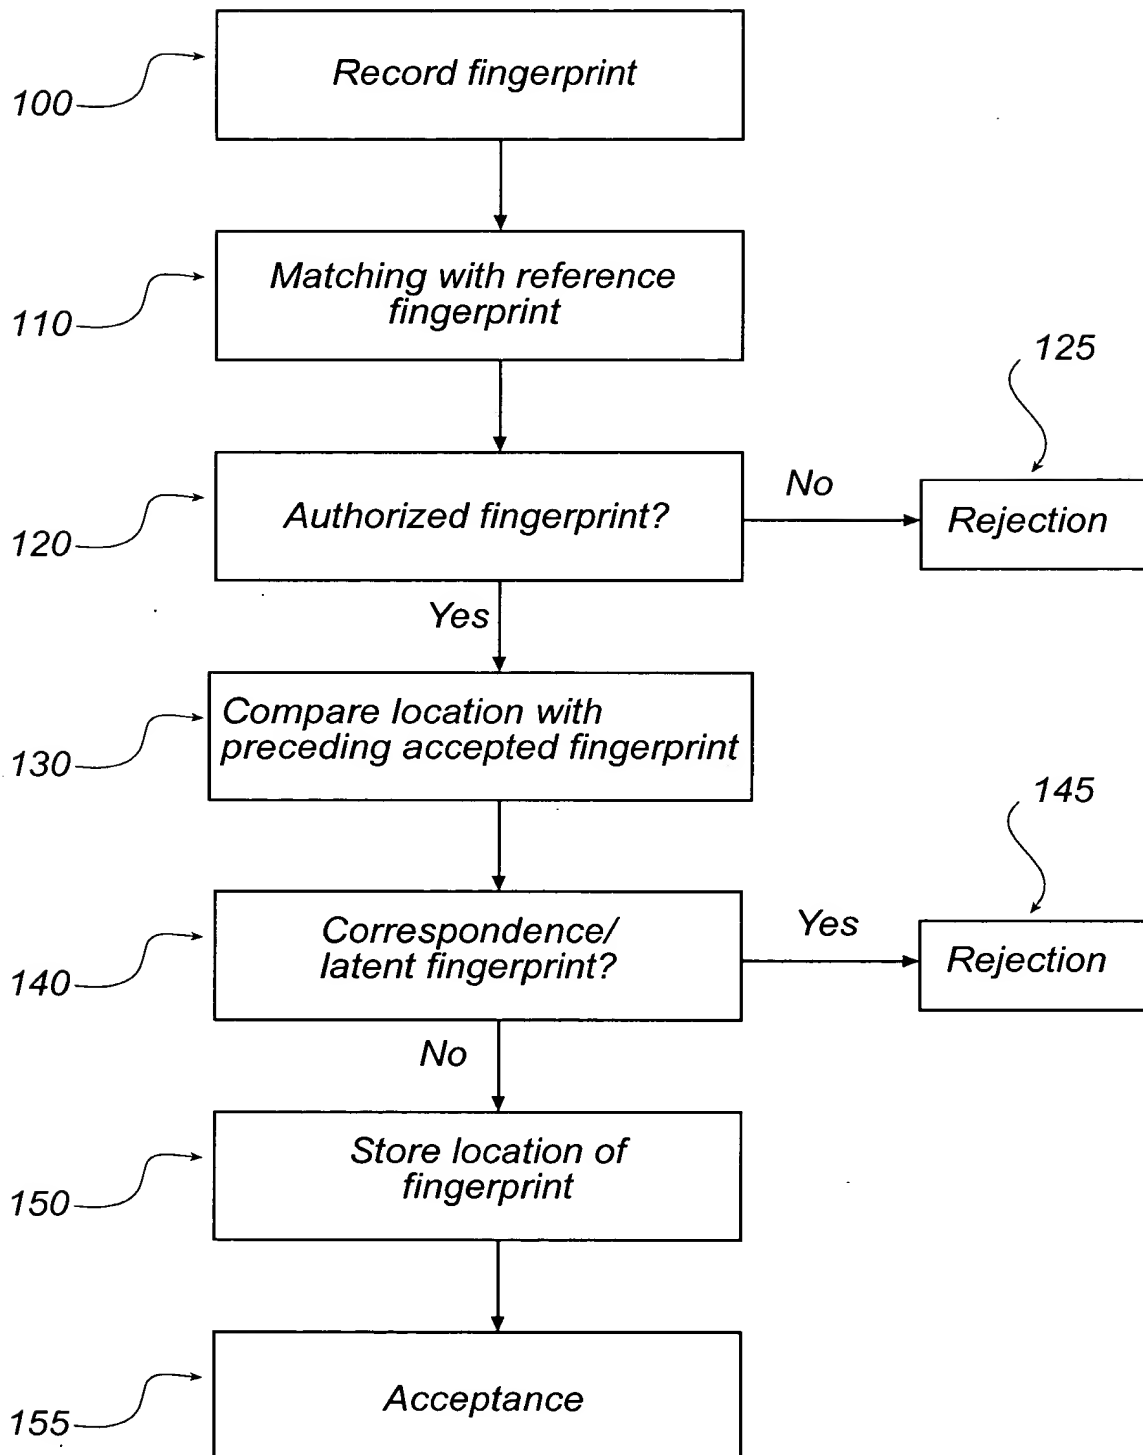 100
Record fingerprint
110
Matching with reference
fingerprint
125
120
Authorized fingerprint?
No
Rejection
Yes
130
Compare location with
preceding accepted fingerprint
145
140
Correspondence/
latent fingerprint?
Yes
Rejection
No
150
Store location of
fingerprint
155
Acceptance